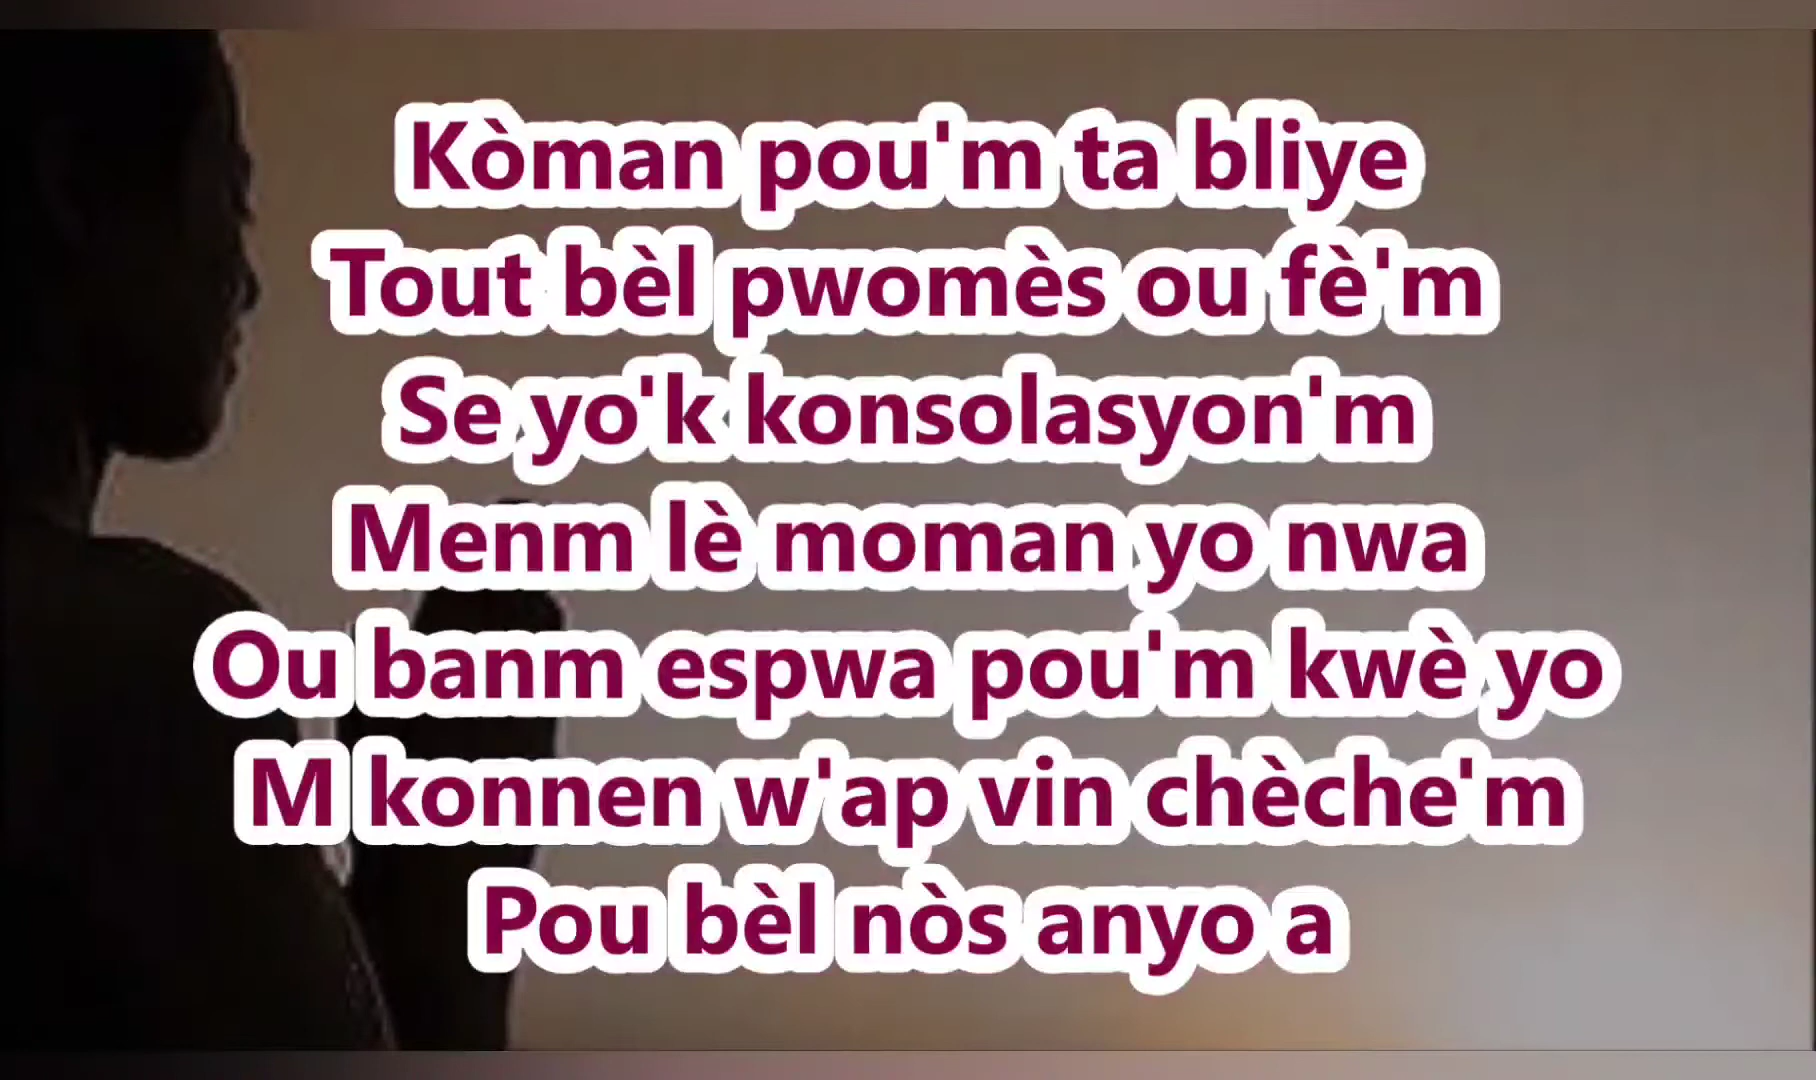 Kòman pou'm ta bliye
Tout bèl pwomès ou fè'm
Se yo'k konsolasyon'm
Menm lè moman yo nwa
Ou banm espwa pou'm kwè yo
M konnen w'ap vin chèche'm
Pou bèl nòs anyo a